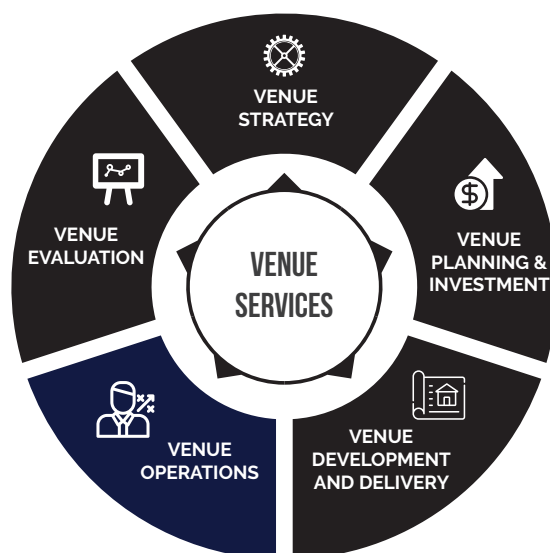 VENUE
STRATEGY
VENUE
PLANNING &
INVESTMENT
VENUE
DEVELOPMENT
AND DELIVERY
VENUE
OPERATIONS
VENUE
EVALUATION
VENUE
SERVICES
$